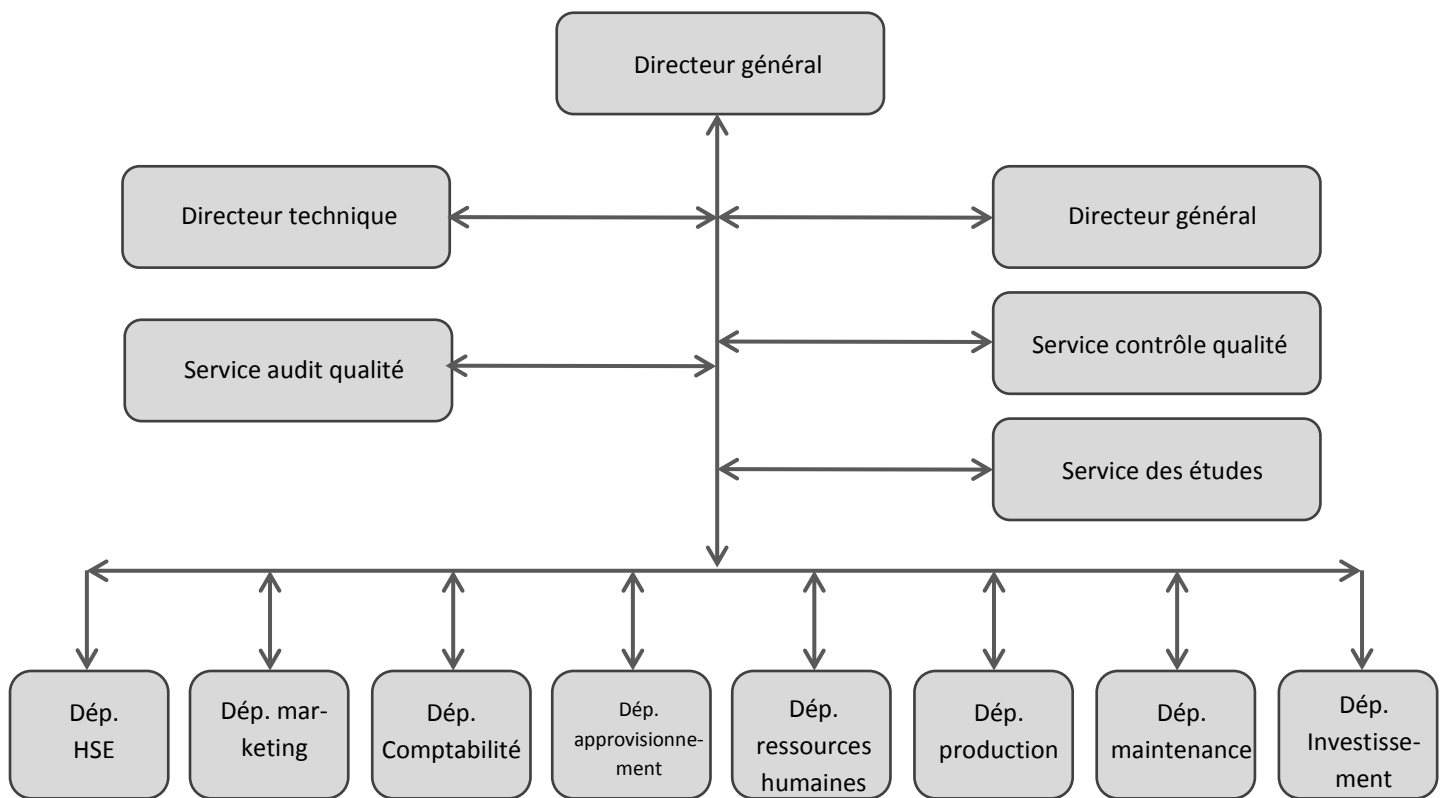 Directeur général
Directeur technique
Directeur général
Service contrôle qualité
Service audit qualité
Service des études
Dép.
HSE
Dép. mar-
keting
Dép.
Comptabilité
Dép.
approvisionne-
ment
Dép.
ressources
humaines
Dép.
production
Dép.
maintenance
Dép.
Investisse-
ment